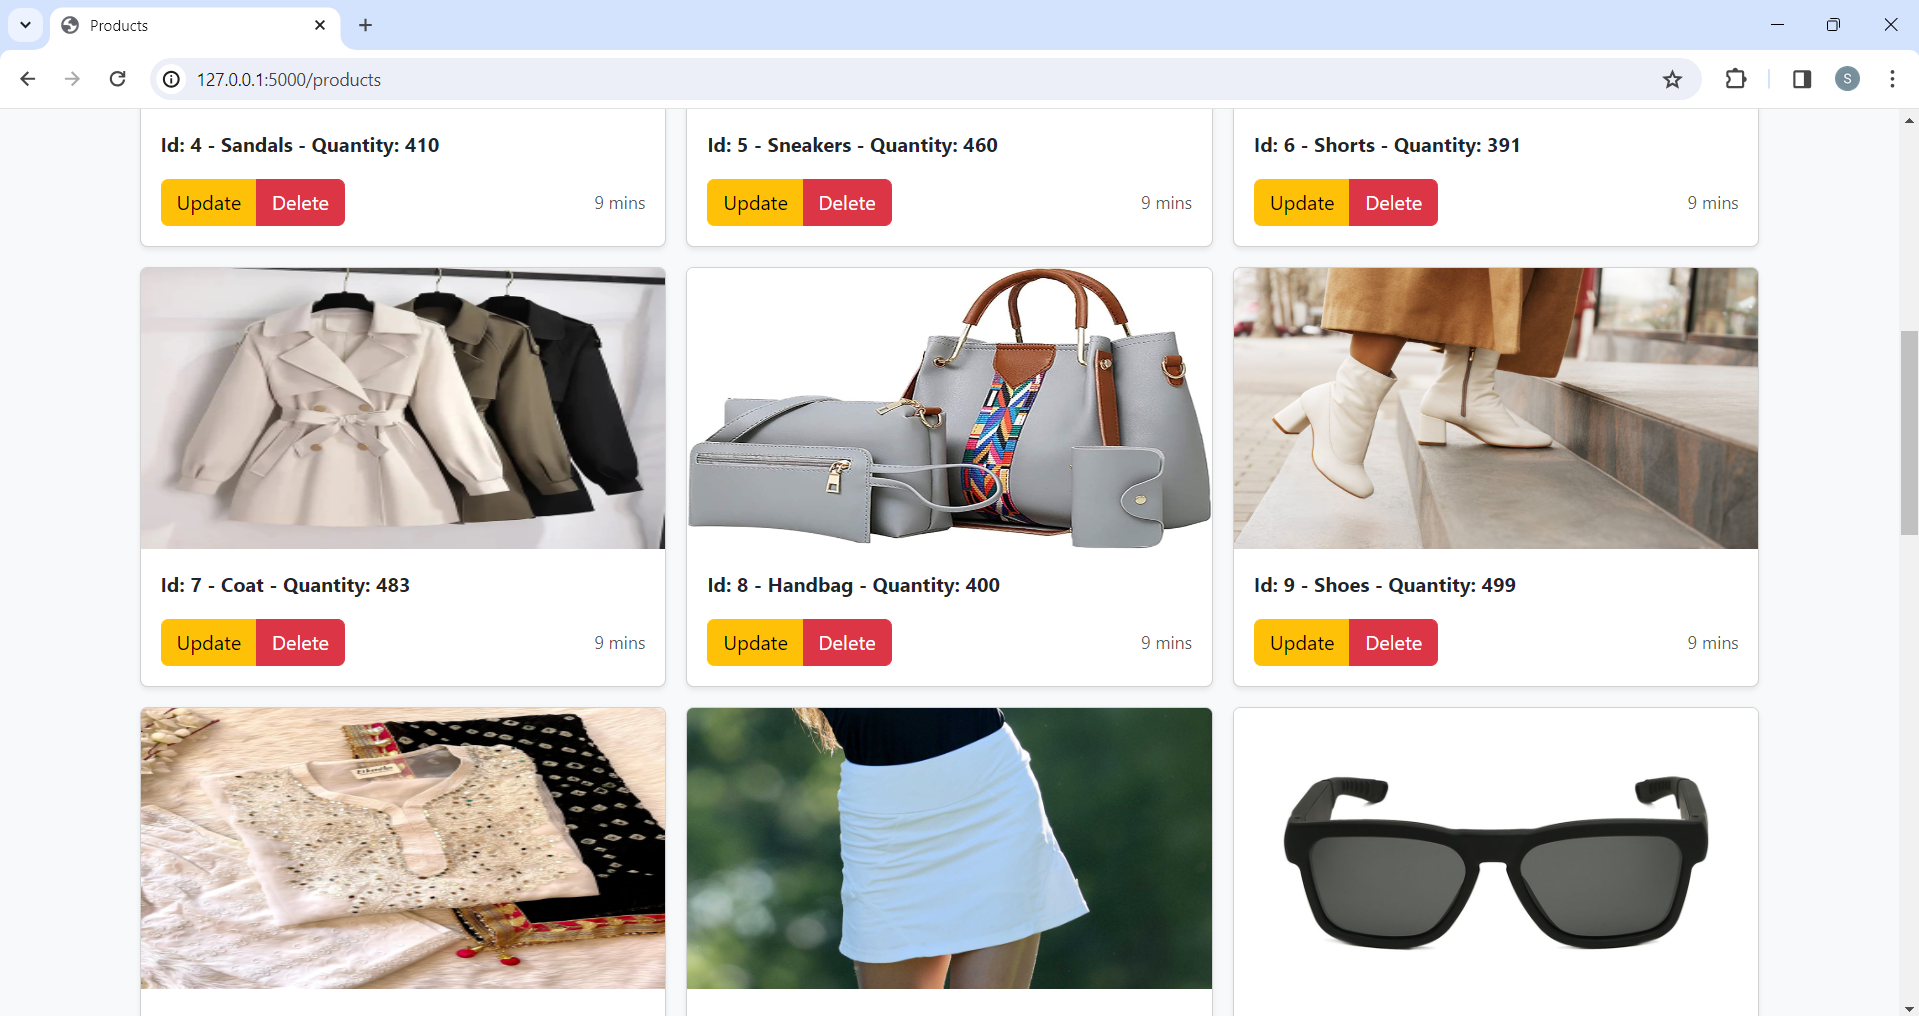 Products
127.0.0.1:5000/products
S
Id: 4 - Sandals - Quantity: 410
Update Delete 9 mins
Id: 5 - Sneakers - Quantity: 460
Update Delete 9 mins
Id: 6 - Shorts - Quantity: 391
Update Delete 9 mins
Id: 7 - Coat - Quantity: 483
Update Delete 9 mins
Id: 8 - Handbag - Quantity: 400
Update Delete 9 mins
Id: 9 - Shoes - Quantity: 499
Update Delete 9 mins